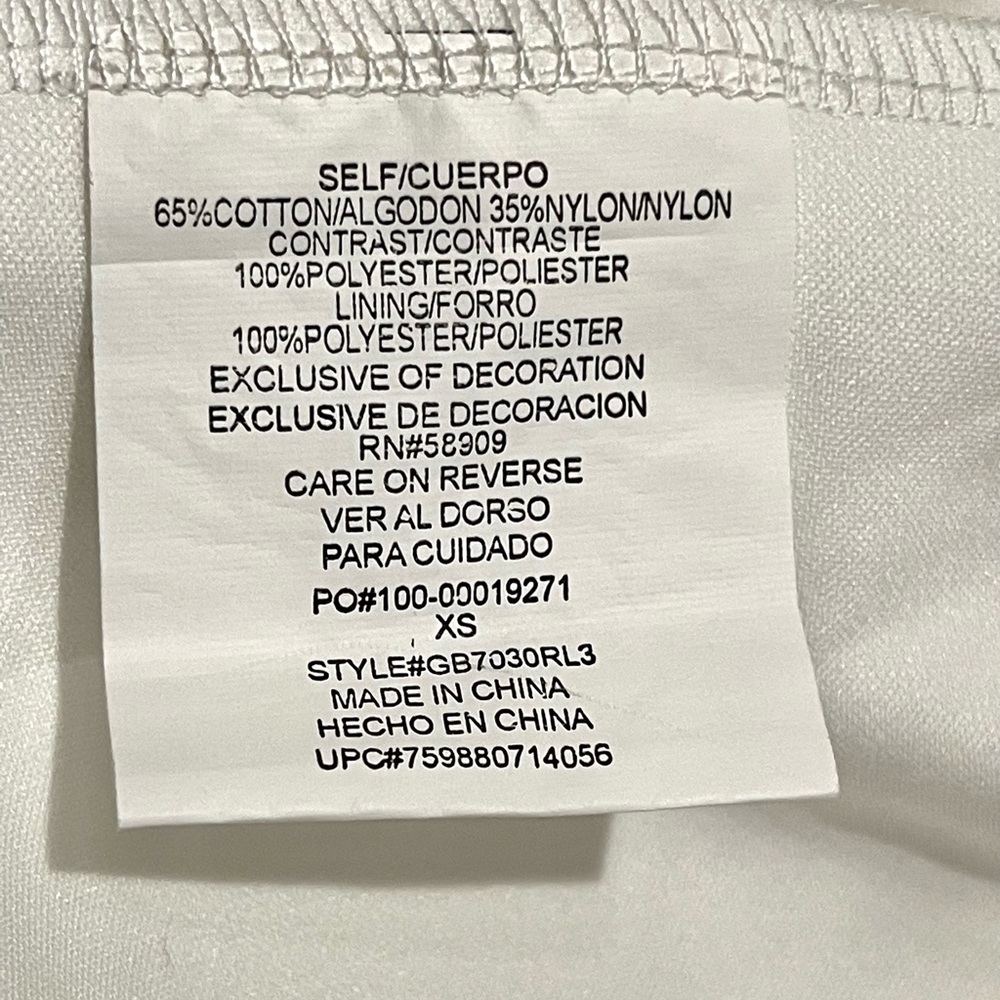 SELF/CUERPO
65%COTTON/ALGODON 35%NYLON/NYLON
CONTRAST/CONTRASTE
100%POLYESTER/POLIESTER
LINING/FORRO
100%POLYESTER/POLIESTER
EXCLUSIVE OF DECORATION
EXCLUSIVE DE DECORACION
RN#58909
CARE ON REVERSE
VER AL DORSO
PARA CUIDADO
PO#100-00019271
XS
STYLE#GB7030RL3
MADE IN CHINA
HECHO EN CHINA
UPC#759880714056